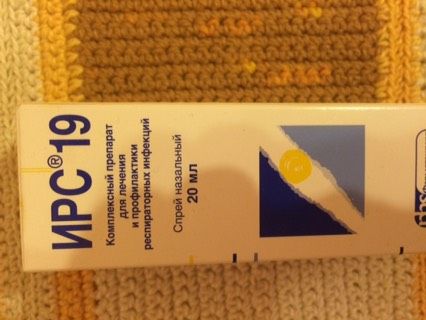 ИРС®19
Комплексный препарат
для лечения
и профилактики
респираторных инфекций
Спрей назальный
20 мл